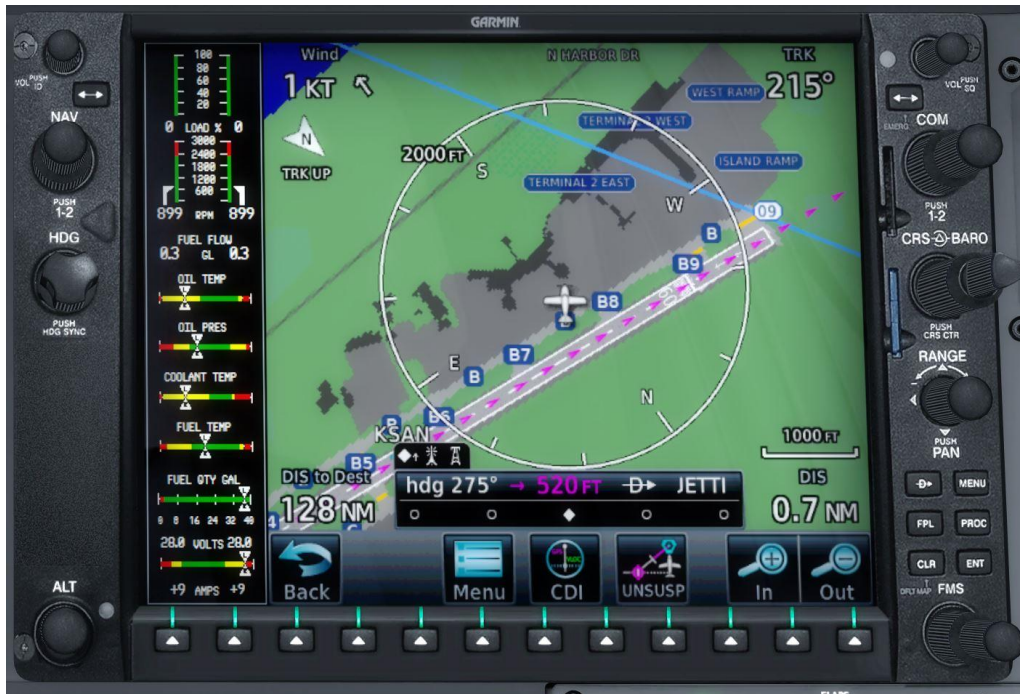 GARMIN
VOL PUSH ID
NAV
PUSH 1-2
HDG
PUSH HDG SYNC
ALT
100
80
60
40
20
0 LOAD % 0
3000
2400
1800
1200
600
899 RPM 899
FUEL FLOW
0.3 GL 0.3
OIL TEMP
L
R
OIL PRES
L
R
COOLANT TEMP
L
R
FUEL TEMP
L
R
FUEL QTY GAL
0 8 16 24 32 40
28.0 VOLTS 28.0
+9 AMPS +9
Wind
1 KT
N
TRK UP
N HARBOR DR
TRK
215°
WEST RAMP
TERMINAL 2 WEST
2000 FT
S
ISLAND RAMP
TERMINAL 2 EAST
W
09
B
B9
09
B8
B7
E
B
N
B6
KSAN
B5
1000 FT
DIS to Dest
128 NM
hdg 275° → 520 FT D→ JETTI
DIS
0.7 NM
Back
Menu
CDI
UNSUSP
In
Out
VOL PUSH SQ
EMERG
COM
PUSH 1-2
CRS BARO
PUSH CRS CTR
RANGE
PUSH PAN
D→ MENU
FPL PROC
CLR ENT
DFLT MAP FMS